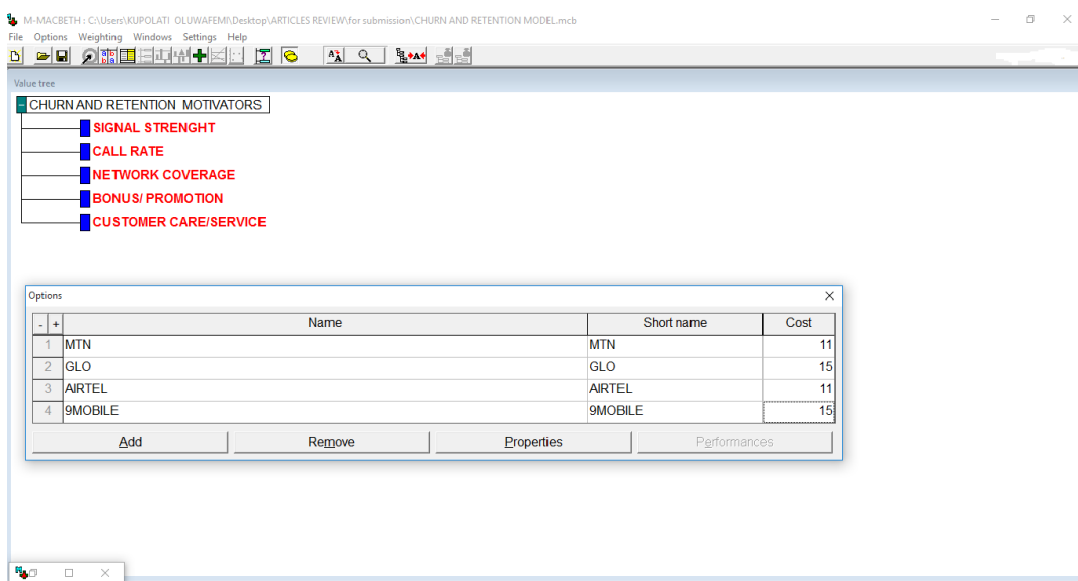 M-MACBETH : C:\Users\KUPOLATI OLUWAFEMI\Desktop\ARTICLES REVIEW\for submission\CHURN AND RETENTION MODEL.mcb
File Options Weighting Windows Settings Help
Value tree
CHURN AND RETENTION MOTIVATORS
SIGNAL STRENGHT
CALL RATE
NETWORK COVERAGE
BONUS/ PROMOTION
CUSTOMER CARE/SERVICE
Options
- + Name Short name Cost
1 MTN MTN 11
2 GLO GLO 15
3 AIRTEL AIRTEL 11
4 9MOBILE 9MOBILE 15
Add Remove Properties Performances